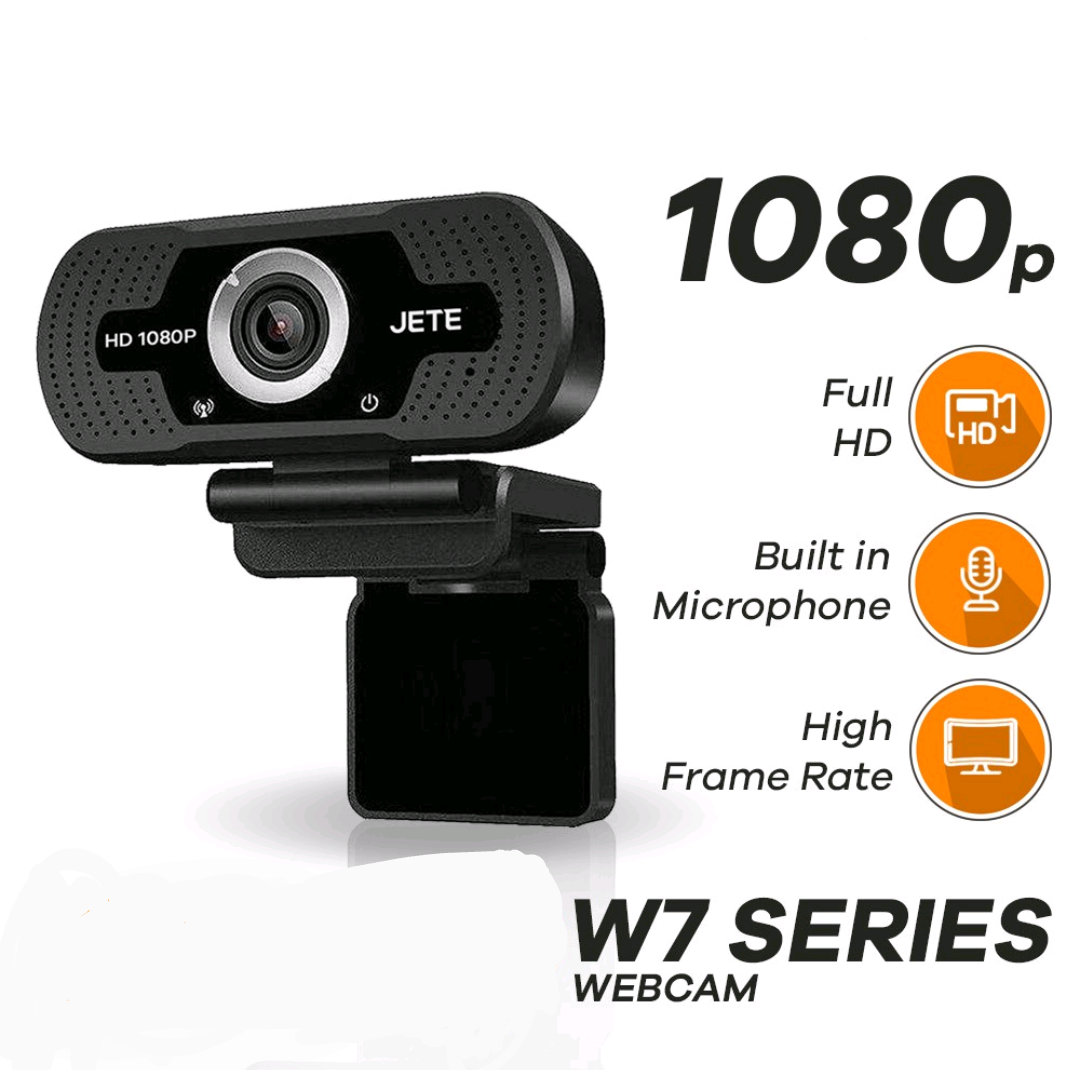 1080p
HD 1080P
JETE
Full
HD
HD
Built in
Microphone
High
Frame Rate
W7 SERIES
WEBCAM